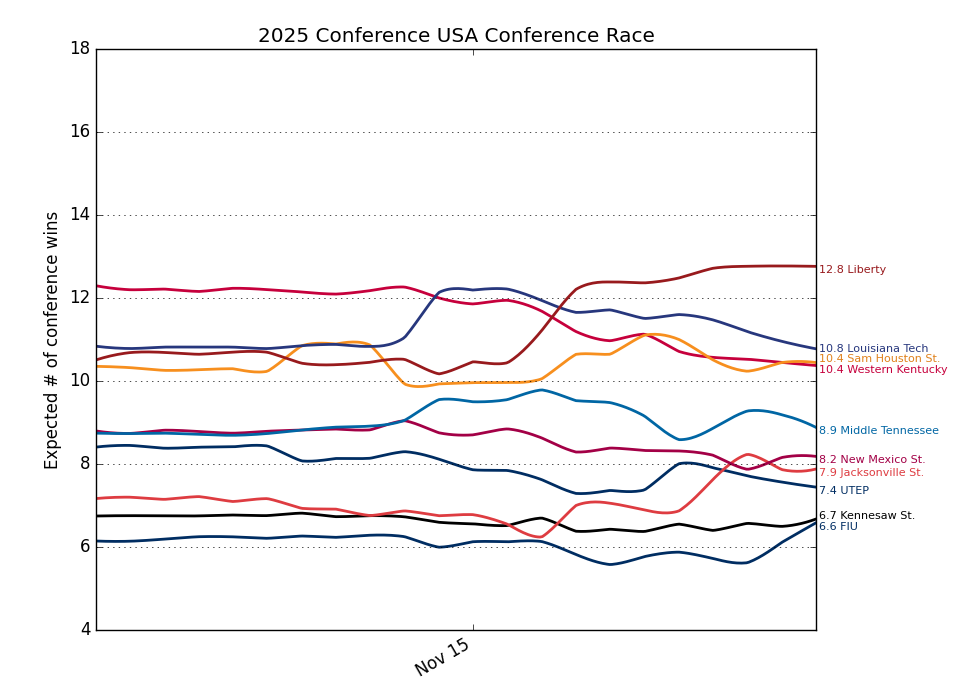 2025 Conference USA Conference Race
Expected # of conference wins
18
16
14
12
10
8
6
4
Nov 15
12.8 Liberty
10.8 Louisiana Tech
10.4 Sam Houston St.
10.4 Western Kentucky
8.9 Middle Tennessee
8.2 New Mexico St.
7.9 Jacksonville St.
7.4 UTEP
6.7 Kennesaw St.
6.6 FIU